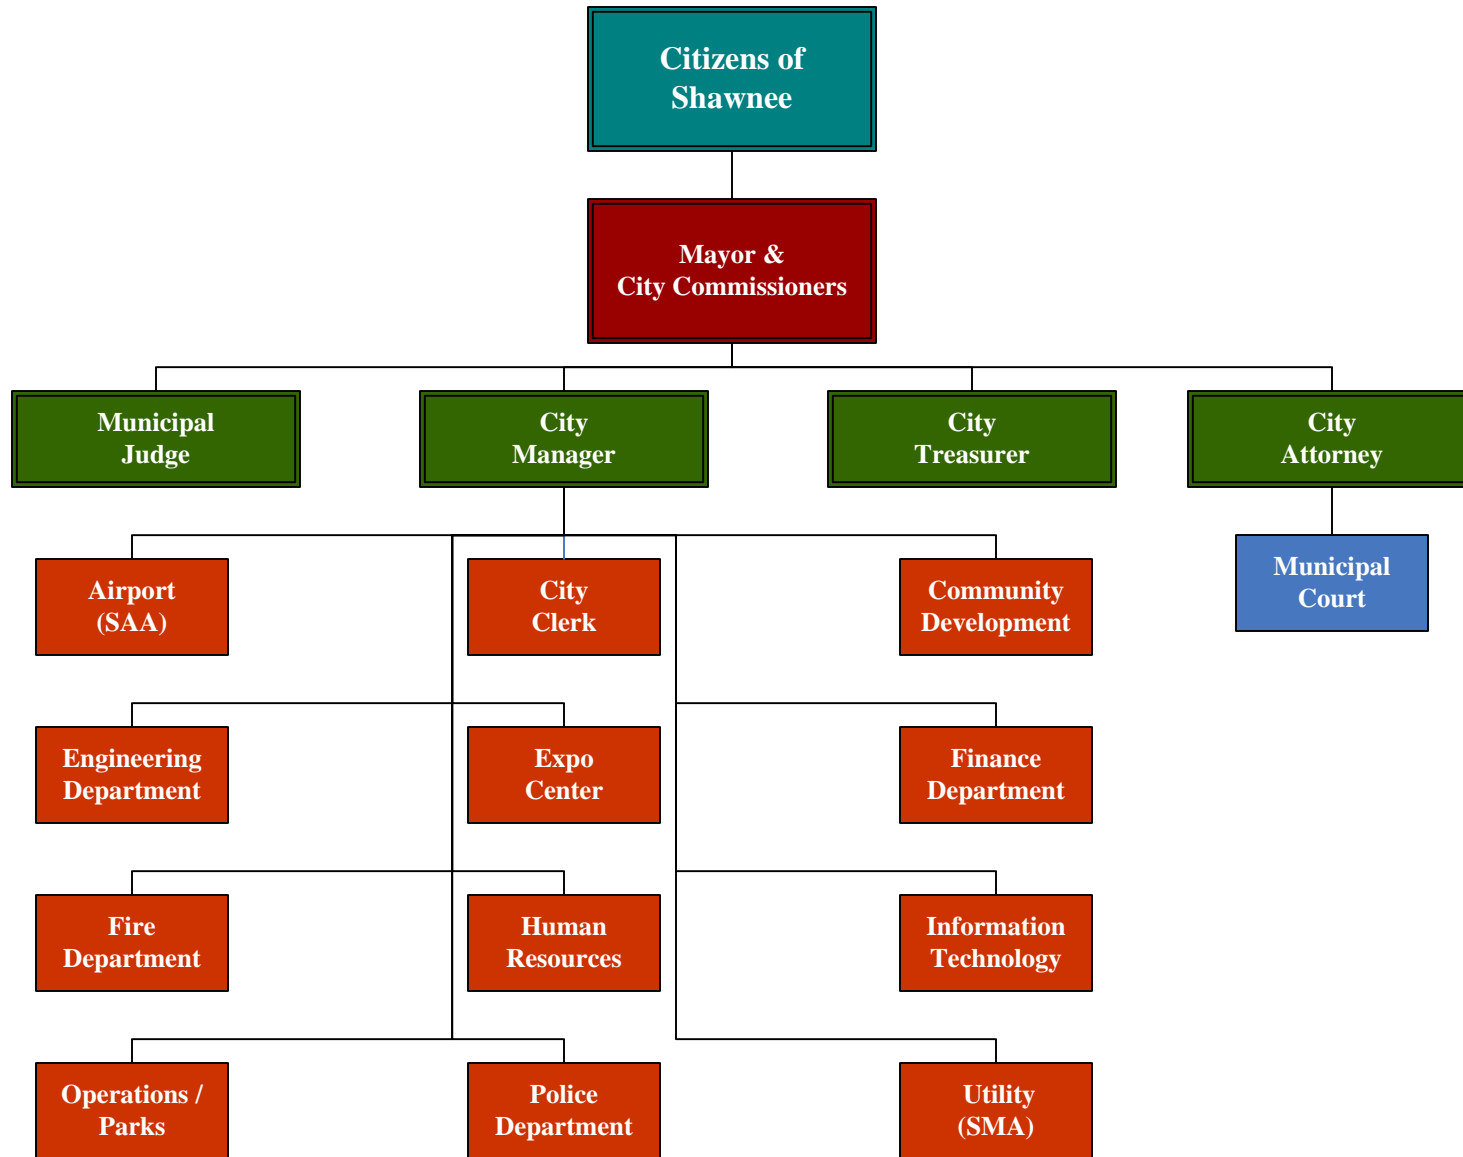 Citizens of
Shawnee
Mayor &
City Commissioners
Municipal
Judge
City
Manager
City
Treasurer
City
Attorney
Airport
(SAA)
City
Clerk
Community
Development
Municipal
Court
Engineering
Department
Expo
Center
Finance
Department
Fire
Department
Human
Resources
Information
Technology
Operations /
Parks
Police
Department
Utility
(SMA)